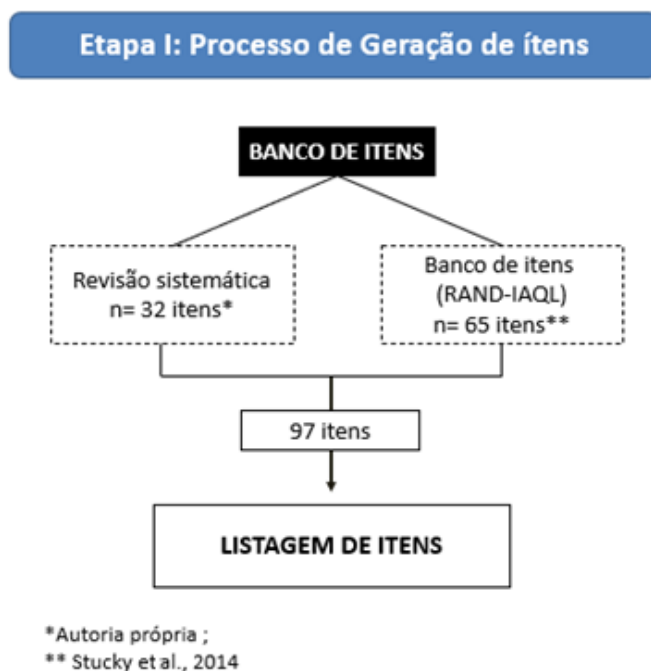 Etapa I: Processo de Geração de ítens
BANCO DE ITENS
Revisão sistemática
n= 32 itens*
Banco de itens
(RAND-IAQL)
n= 65 itens**
97 itens
LISTAGEM DE ITENS
*Autoria própria ;
** Stucky et al., 2014